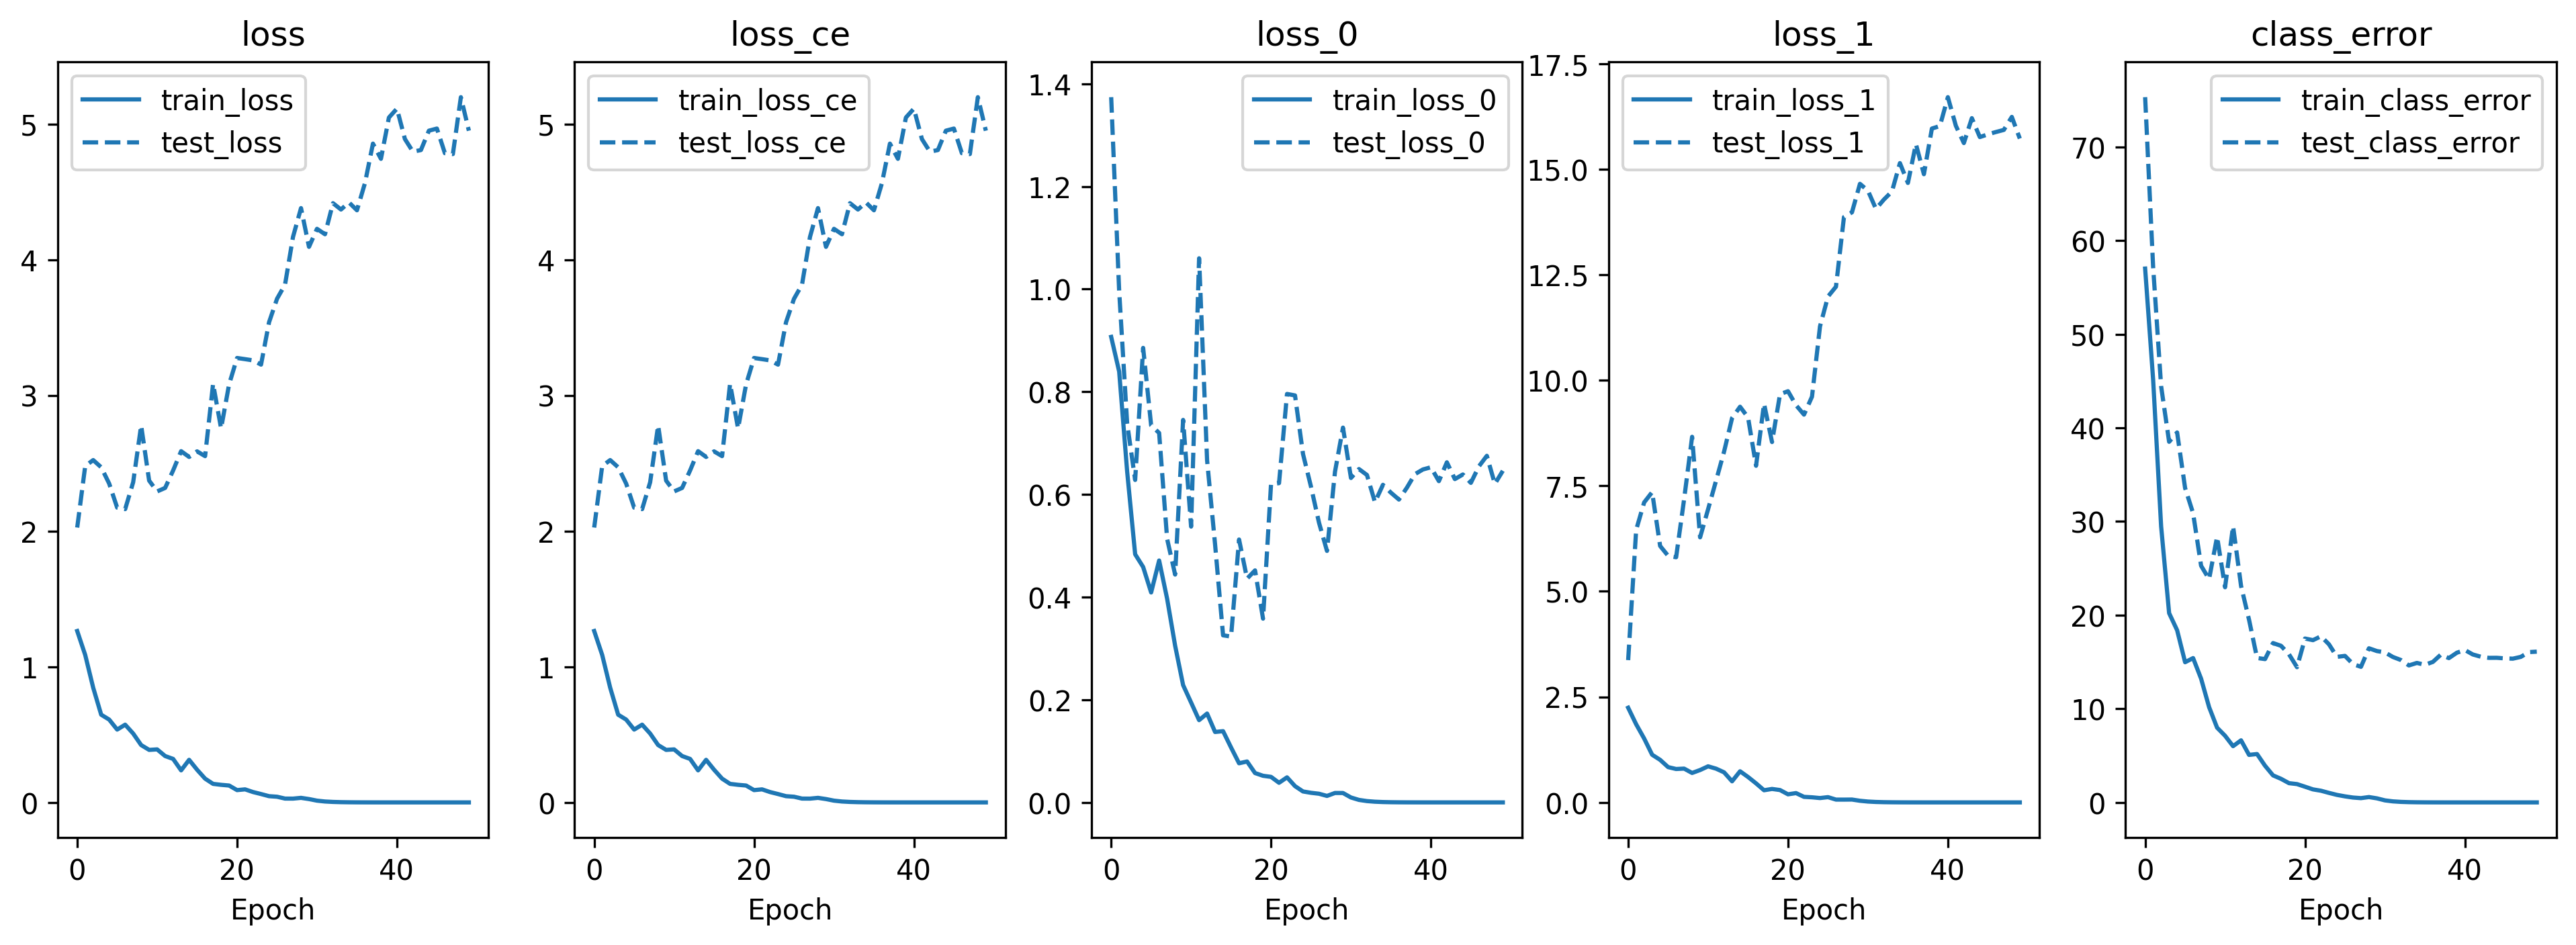 loss
train_loss
test_loss
5
4
3
2
1
0
0 20 40
Epoch
loss_ce
train_loss_ce
test_loss_ce
5
4
3
2
1
0
0 20 40
Epoch
loss_0
train_loss_0
test_loss_0
1.4
1.2
1.0
0.8
0.6
0.4
0.2
0.0
0 20 40
Epoch
loss_1
train_loss_1
test_loss_1
17.5
15.0
12.5
10.0
7.5
5.0
2.5
0.0
0 20 40
Epoch
class_error
train_class_error
test_class_error
70
60
50
40
30
20
10
0
0 20 40
Epoch